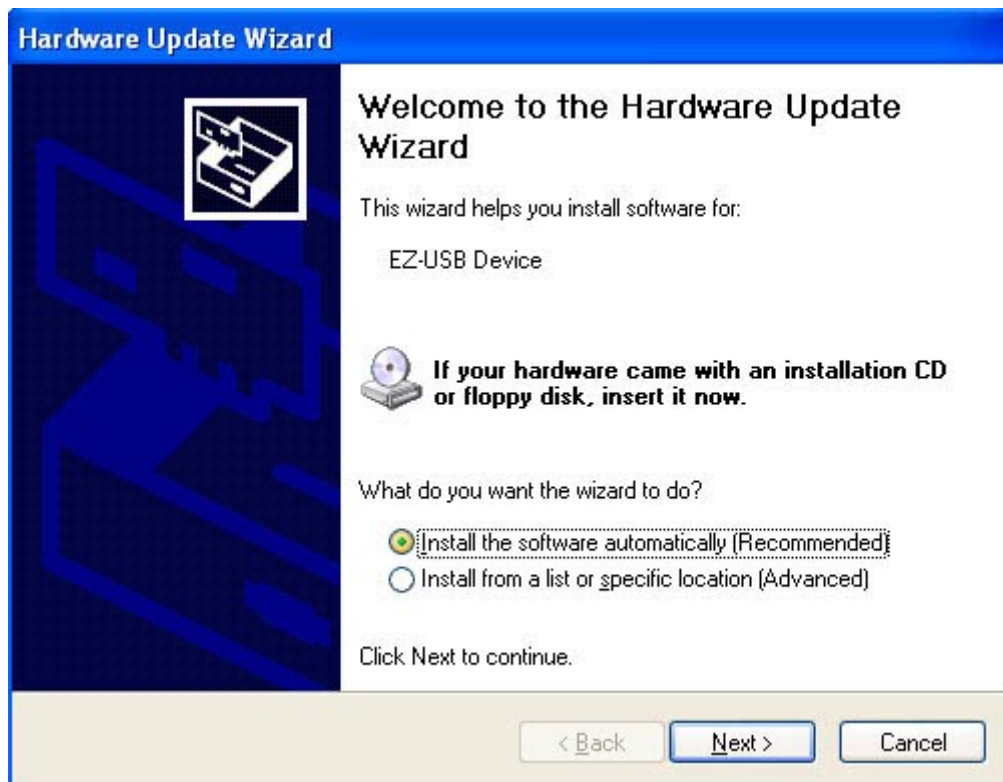 Hardware Update Wizard
Welcome to the Hardware Update
Wizard
This wizard helps you install software for:
EZ-USB Device
If your hardware came with an installation CD
or floppy disk, insert it now.
What do you want the wizard to do?
Install the software automatically (Recommended)
Install from a list or specific location (Advanced)
Click Next to continue.
< Back Next > Cancel